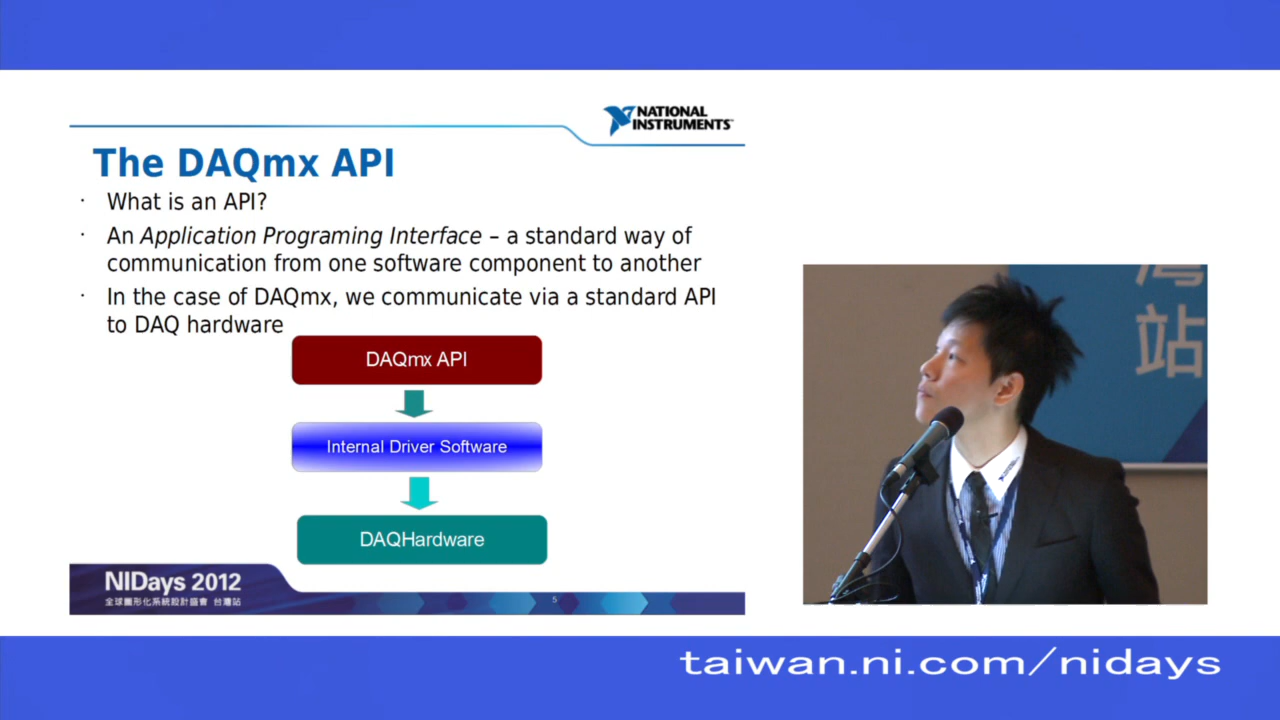 NATIONAL
INSTRUMENTS™
The DAQmx API
· What is an API?
· An Application Programing Interface – a standard way of
communication from one software component to another
· In the case of DAQmx, we communicate via a standard API
to DAQ hardware
DAQmx API
Internal Driver Software
DAQHardware
NIDays 2012
全球圖形化系統設計盛會 台灣站
5
灣
站
taiwan.ni.com/nidays